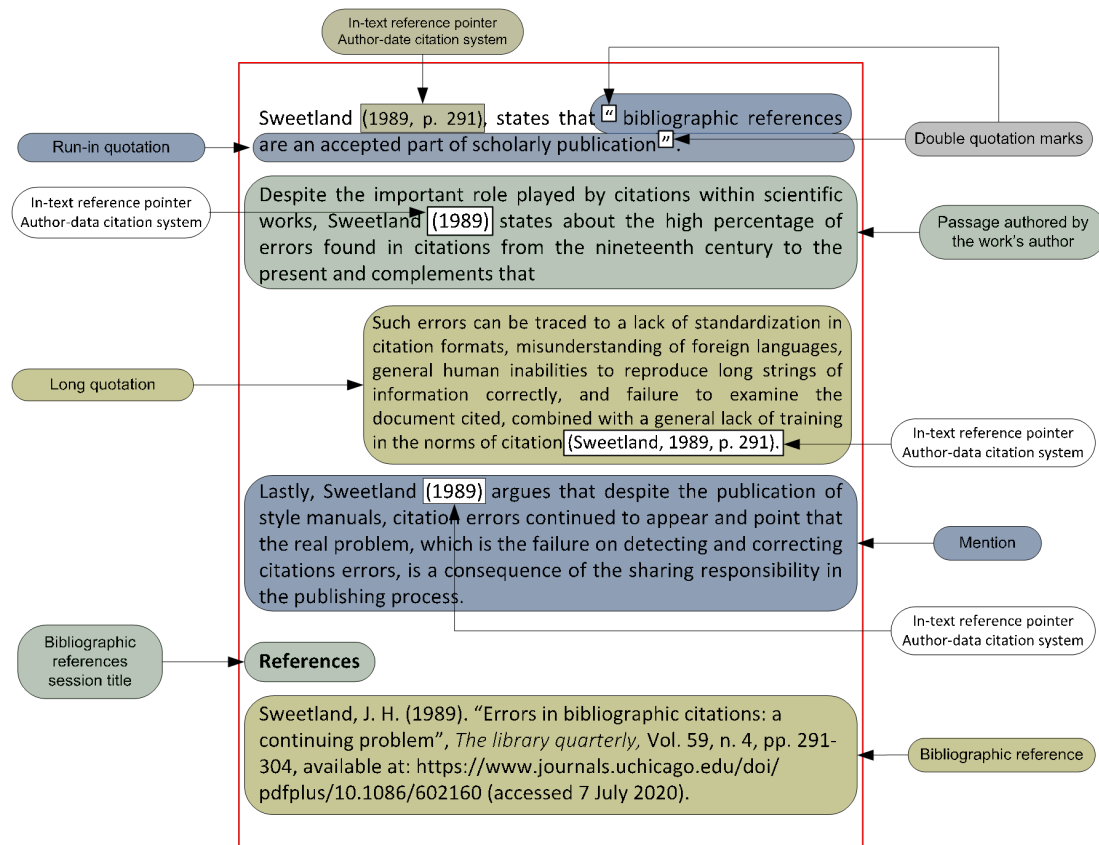 In-text reference pointer
Author-date citation system
Sweetland (1989, p. 291), states that “ bibliographic references
are an accepted part of scholarly publication ”.
Run-in quotation
Double quotation marks
In-text reference pointer
Author-data citation system
Despite the important role played by citations within scientific
works, Sweetland (1989) states about the high percentage of
errors found in citations from the nineteenth century to the
present and complements that
Passage authored by
the work's author
Such errors can be traced to a lack of standardization in
citation formats, misunderstanding of foreign languages,
general human inabilities to reproduce long strings of
information correctly, and failure to examine the
document cited, combined with a general lack of training
in the norms of citation (Sweetland, 1989, p. 291).
Long quotation
In-text reference pointer
Author-data citation system
Lastly, Sweetland (1989) argues that despite the publication of
style manuals, citation errors continued to appear and point that
the real problem, which is the failure on detecting and correcting
citations errors, is a consequence of the sharing responsibility in
the publishing process.
Mention
In-text reference pointer
Author-data citation system
Bibliographic
references
session title
References
Sweetland, J. H. (1989). “Errors in bibliographic citations: a
continuing problem”, The library quarterly, Vol. 59, n. 4, pp. 291-
304, available at: https://www.journals.uchicago.edu/doi/
pdfplus/10.1086/602160 (accessed 7 July 2020).
Bibliographic reference